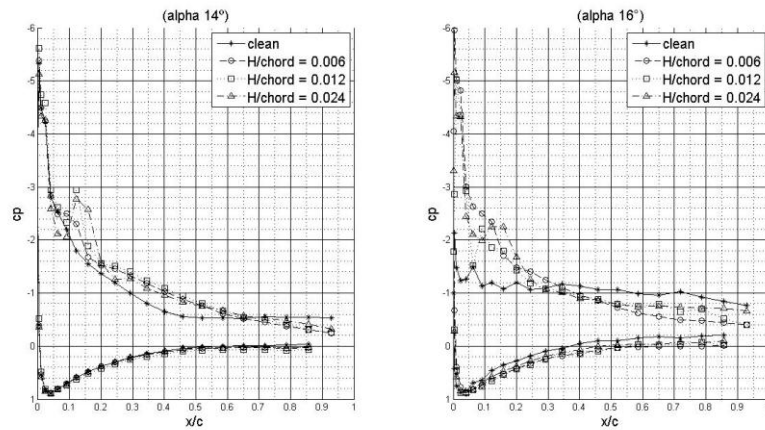 (alpha 14º)
-6
-5
-4
-3
-2
-1
0
1
cp
clean
H/chord = 0.006
H/chord = 0.012
H/chord = 0.024
0 0.1 0.2 0.3 0.4 0.5 0.6 0.7 0.8 0.9 1
x/c
(alpha 16°)
-6
-5
-4
-3
-2
-1
0
1
cp
clean
H/chord = 0.006
H/chord = 0.012
H/chord = 0.024
0 0.1 0.2 0.3 0.4 0.5 0.6 0.7 0.8 0.9
x/c